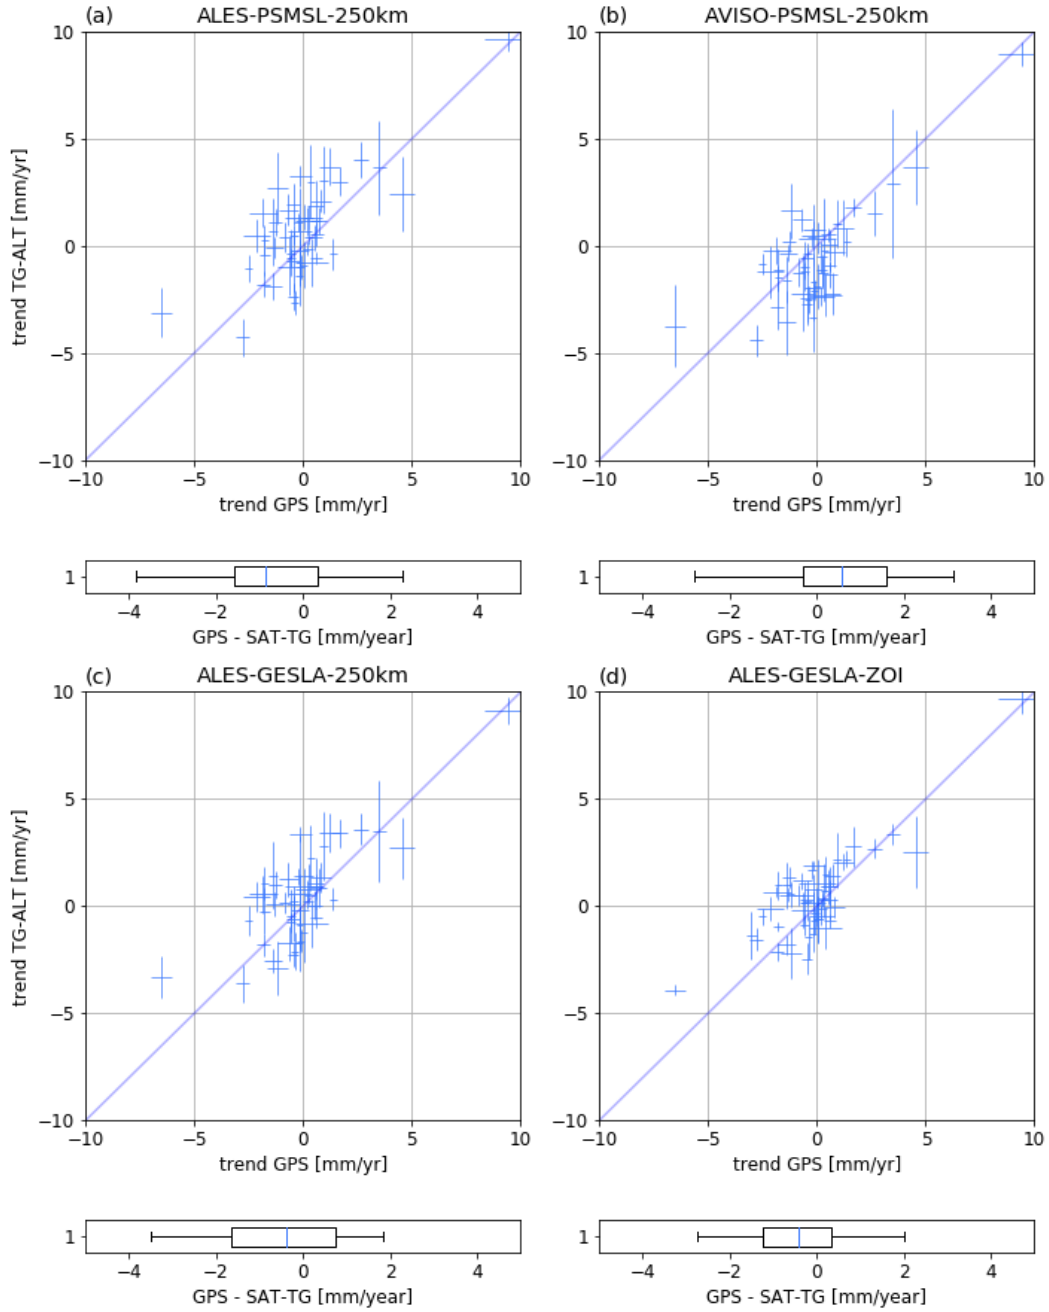 (a) ALES-PSMSL-250km
(b) AVISO-PSMSL-250km
10
5
0
−5
−10
trend TG-ALT [mm/yr]
−10 −5 0 5 10
trend GPS [mm/yr]
10
5
0
−5
−10
−10 −5 0 5 10
trend GPS [mm/yr]
1
−4 −2 0 2 4
GPS - SAT-TG [mm/year]
1
−4 −2 0 2 4
GPS - SAT-TG [mm/year]
(c) ALES-GESLA-250km
(d) ALES-GESLA-ZOI
10
5
0
−5
−10
trend TG-ALT [mm/yr]
−10 −5 0 5 10
trend GPS [mm/yr]
10
5
0
−5
−10
−10 −5 0 5 10
trend GPS [mm/yr]
1
−4 −2 0 2 4
GPS - SAT-TG [mm/year]
1
−4 −2 0 2 4
GPS - SAT-TG [mm/year]